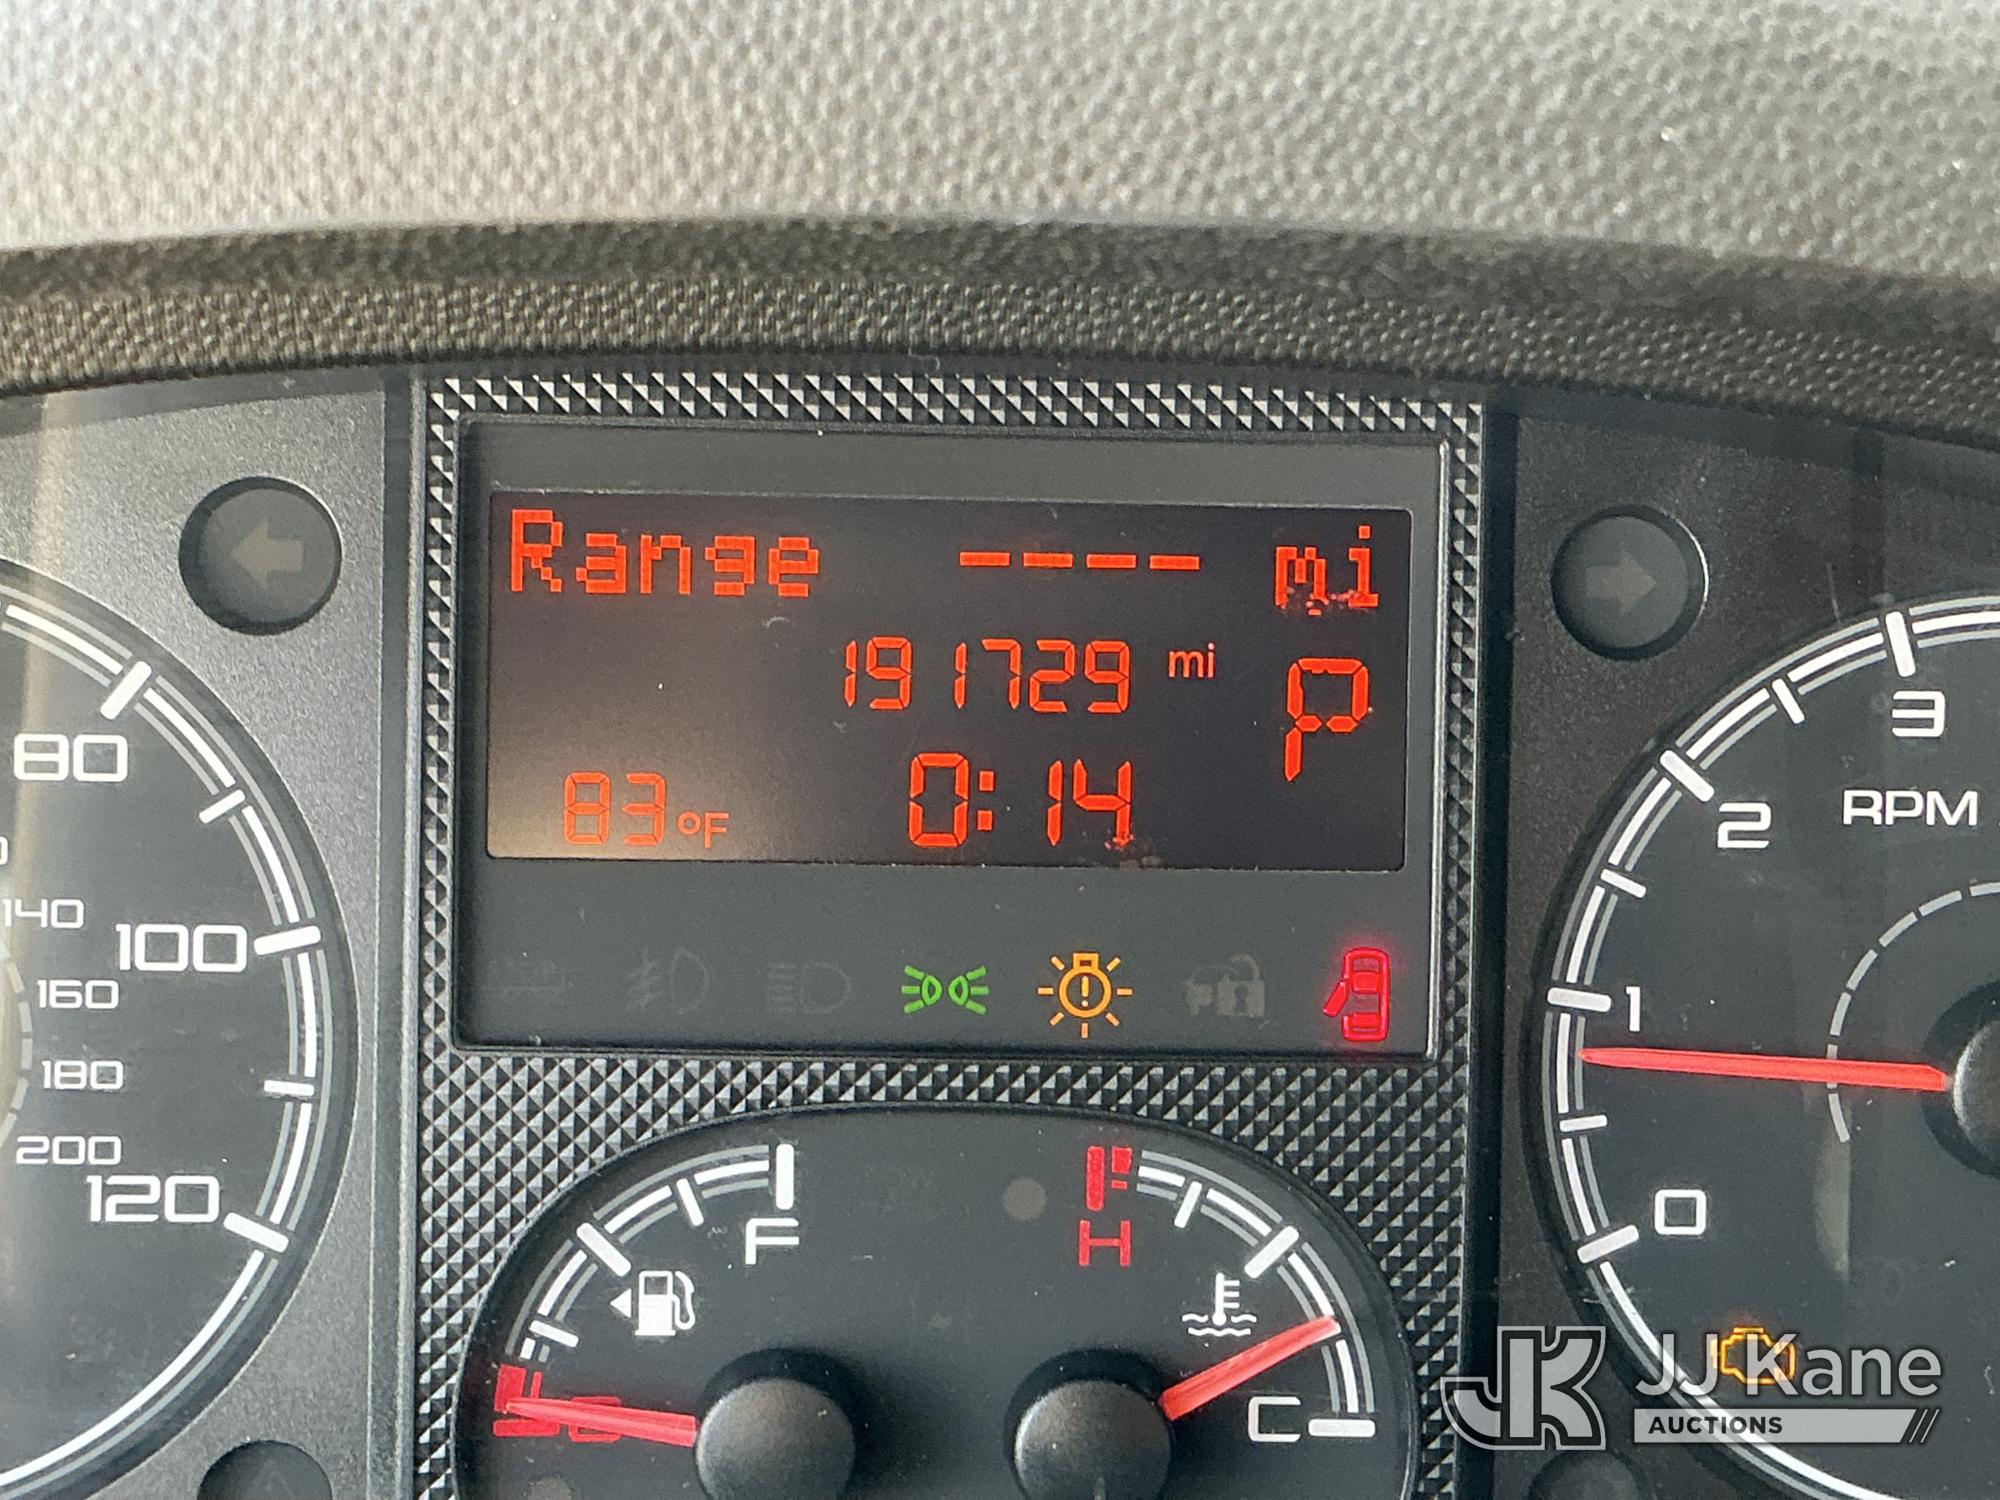 Range ---- mi
191729 mi
P
83 °F 0:14
80
100
120
140
160
180
200
3
2
RPM
1
0
F
H
C
JJ Kane
AUCTIONS